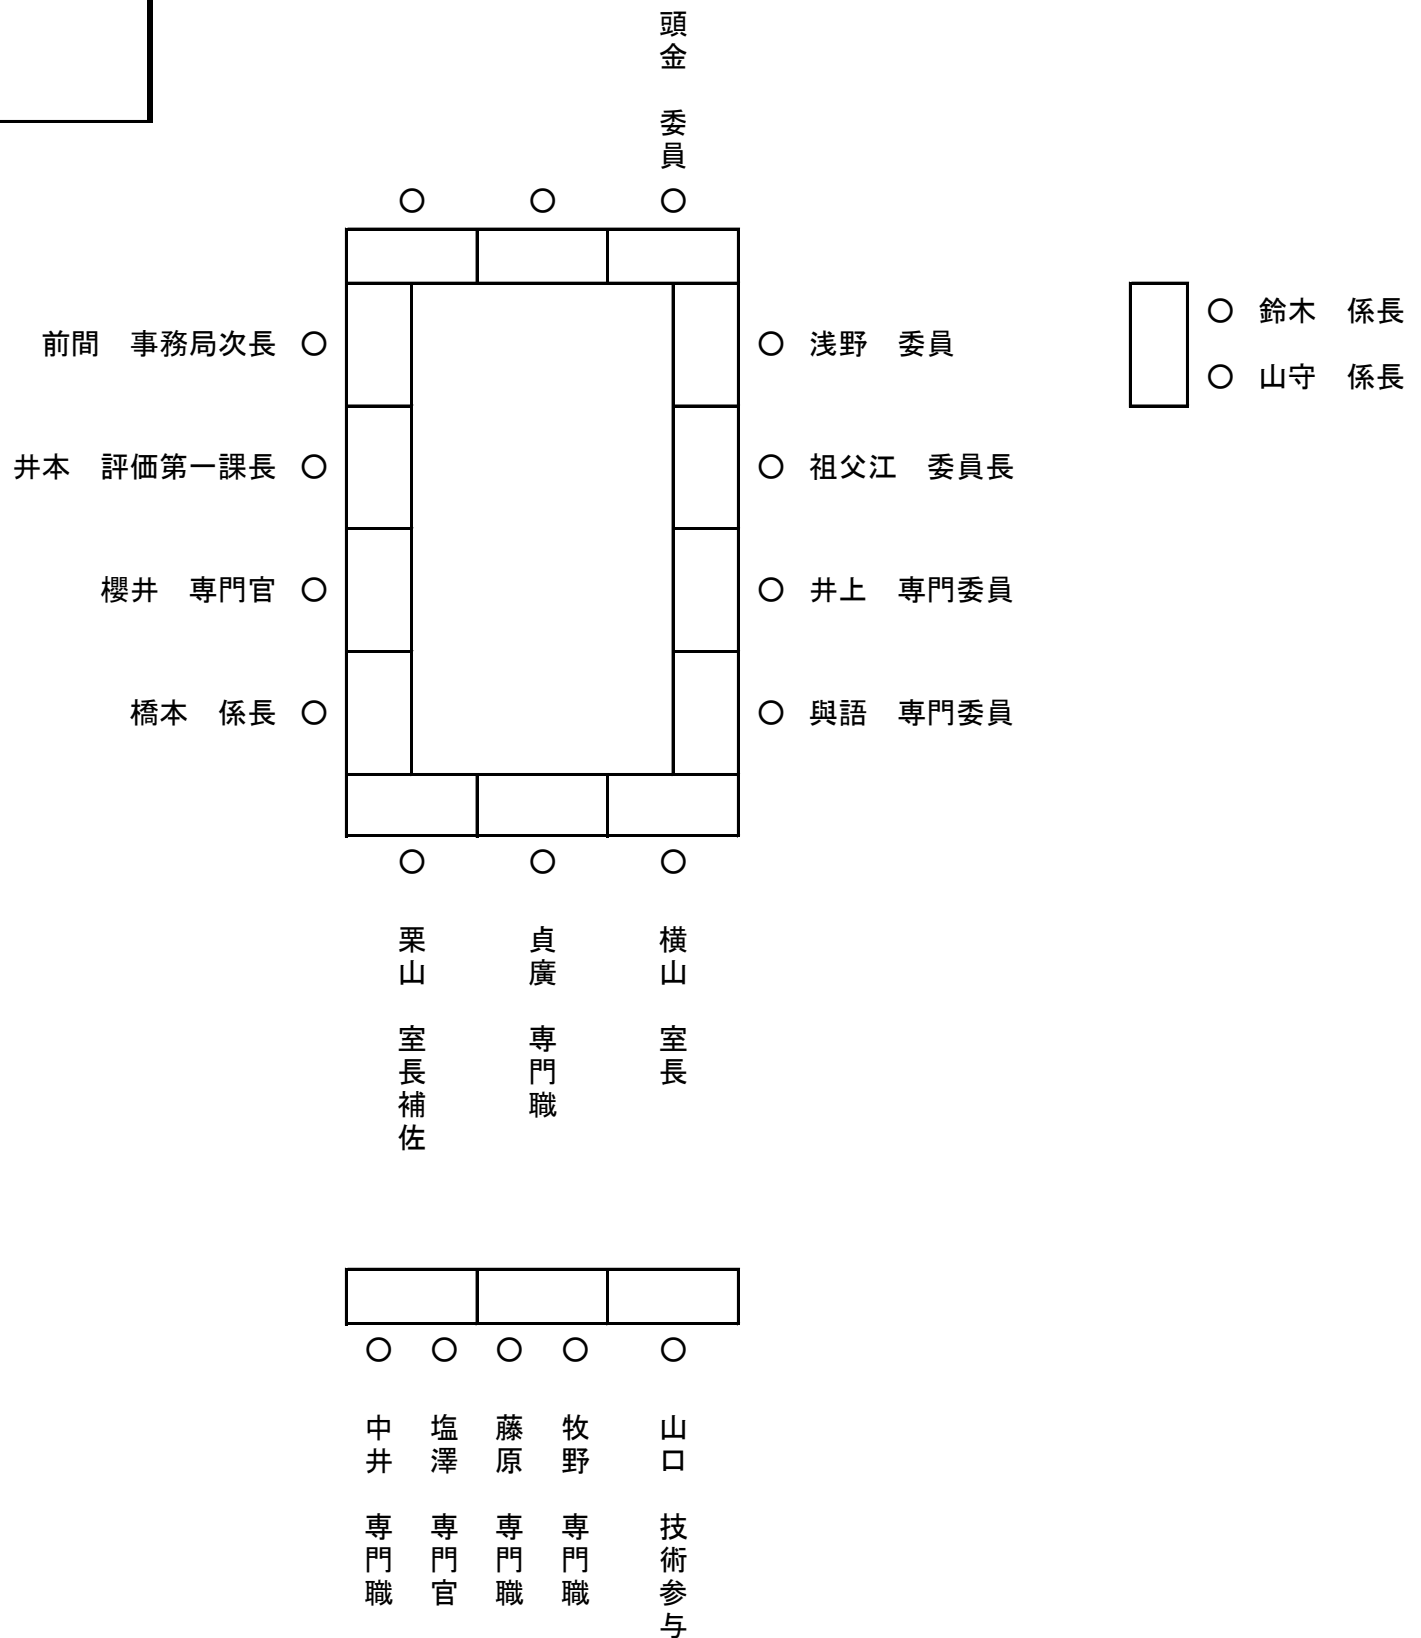 頭金　委員
○ ○ ○
前間　事務局次長 ○
○ 浅野　委員
○ 鈴木　係長
○ 山守　係長
井本　評価第一課長 ○
○ 祖父江　委員長
櫻井　専門官 ○
○ 井上　専門委員
橋本　係長 ○
○ 與語　専門委員
○ ○ ○
栗山　室長補佐
貞廣　専門職
横山　室長
○ ○ ○ ○ ○
中井　専門職
塩澤　専門官
藤原　専門職
牧野　専門職
山口　技術参与